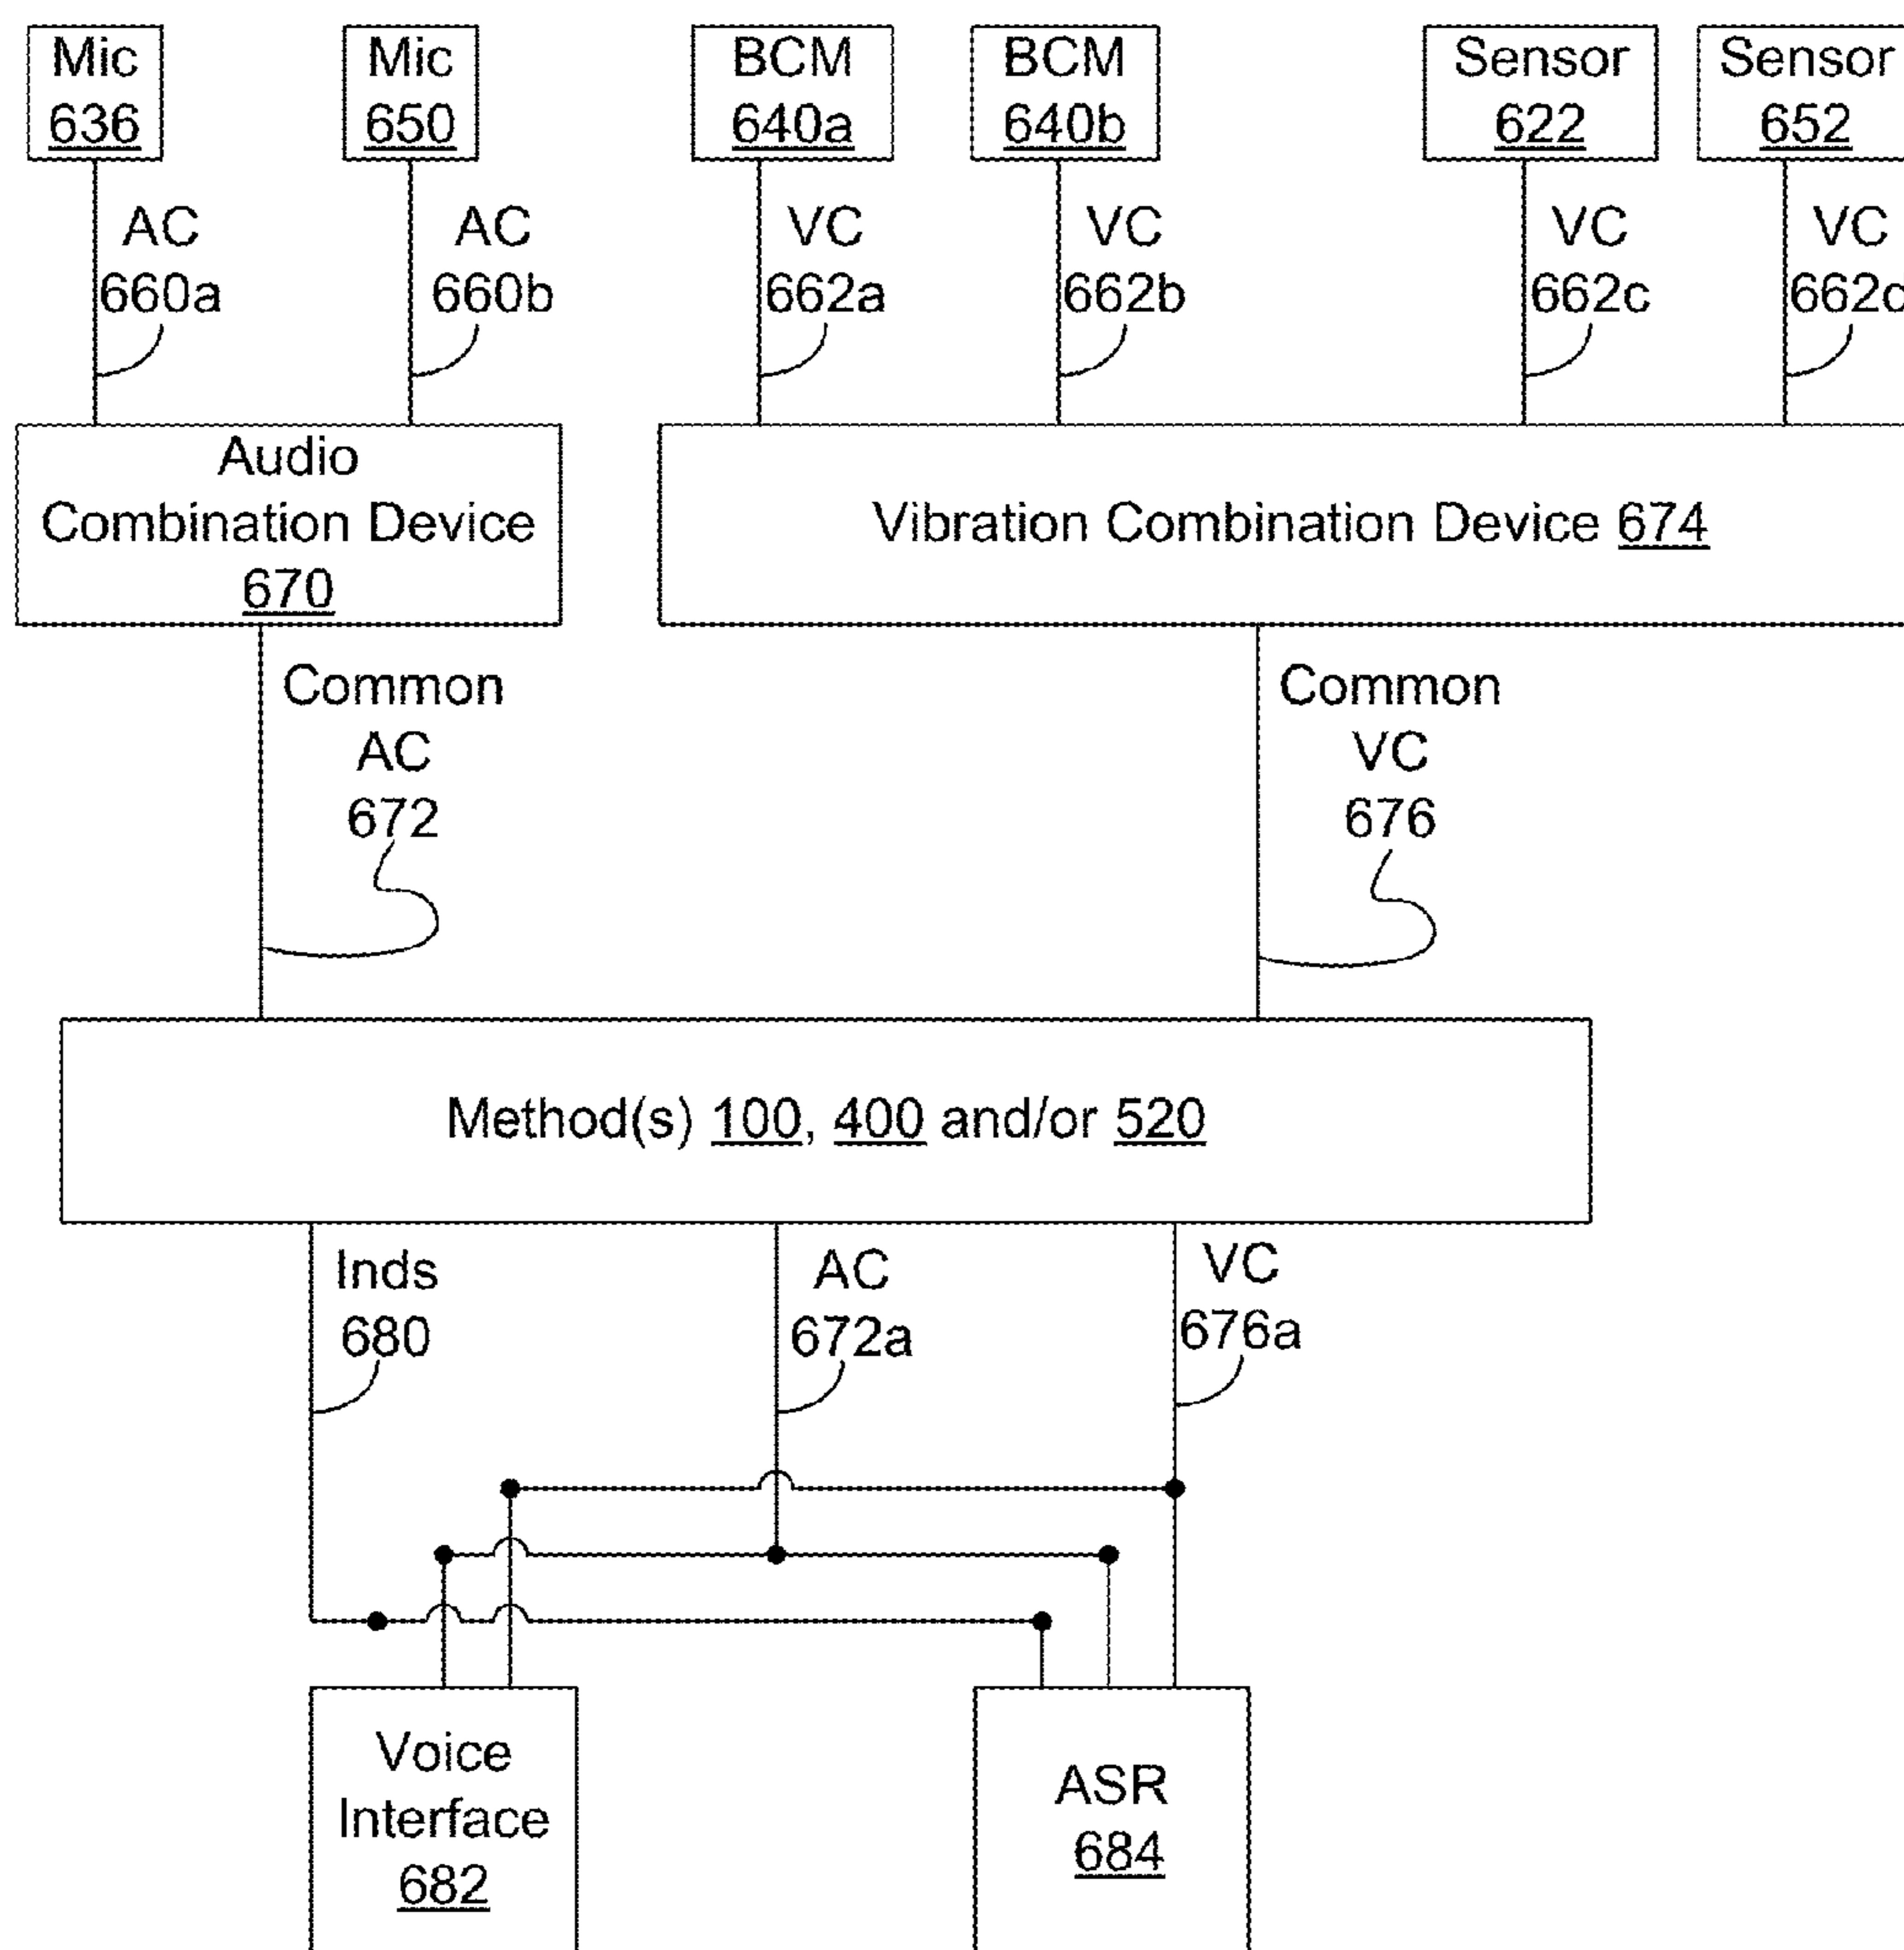 Mic
636
Mic
650
BCM
640a
BCM
640b
Sensor
622
Sensor
652
AC
660a
AC
660b
VC
662a
VC
662b
VC
662c
VC
662d
Audio
Combination Device
670
Vibration Combination Device 674
Common
AC
672
Common
VC
676
Method(s) 100, 400 and/or 520
Inds
680
AC
672a
VC
676a
Voice
Interface
682
ASR
684